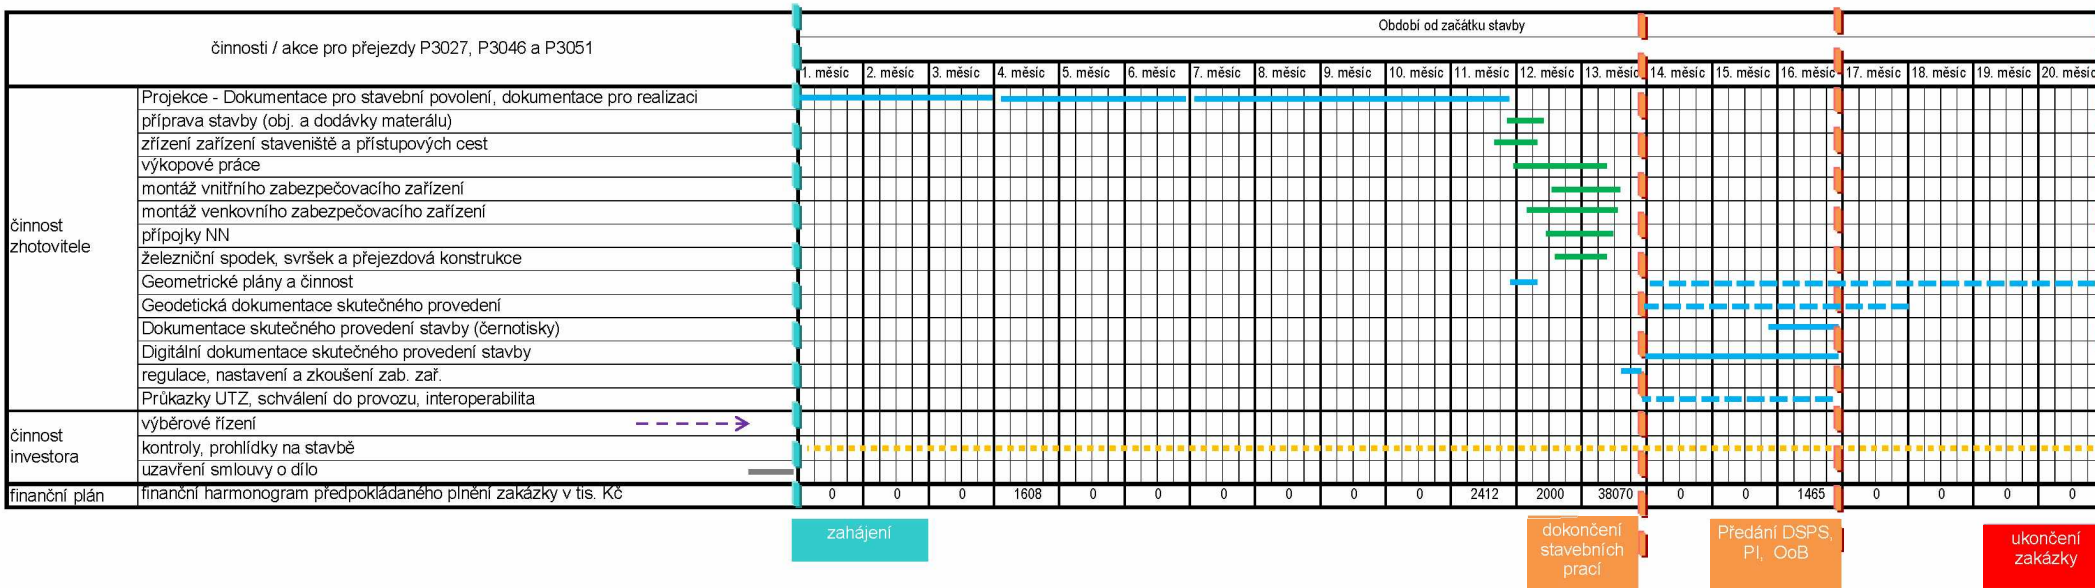 Období od začátku stavby
činnosti / akce pro přejezdy P3027, P3046 a P3051
1. měsíc 2. měsíc 3. měsíc 4. měsíc 5. měsíc 6. měsíc 7. měsíc 8. měsíc 9. měsíc 10. měsíc 11. měsíc 12. měsíc 13. měsíc 14. měsíc 15. měsíc 16. měsíc 17. měsíc 18. měsíc 19. měsíc 20. měsíc
činnost
zhotovitele
Projekce - Dokumentace pro stavební povolení, dokumentace pro realizaci
příprava stavby (obj. a dodávky materálu)
zřízení zařízení staveniště a přístupových cest
výkopové práce
montáž vnitřního zabezpečovacího zařízení
montáž venkovního zabezpečovacího zařízení
přípojky NN
železniční spodek, svršek a přejezdová konstrukce
Geometrické plány a činnost
Geodetická dokumentace skutečného provedení
Dokumentace skutečného provedení stavby (černotisky)
Digitální dokumentace skutečného provedení stavby
regulace, nastavení a zkoušení zab. zař.
Průkazky UTZ, schválení do provozu, interoperabilita
činnost
investora
výběrové řízení
kontroly, prohlídky na stavbě
uzavření smlouvy o dílo
finanční plán
finanční harmonogram předpokládaného plnění zakázky v tis. Kč
0 0 0 1608 0 0 0 0 0 0 2412 2000 38070 0 0 1465 0 0 0 0
zahájení
dokončení
stavebních
prací
Předání DSPS,
PI, OoB
ukončení
zakázky